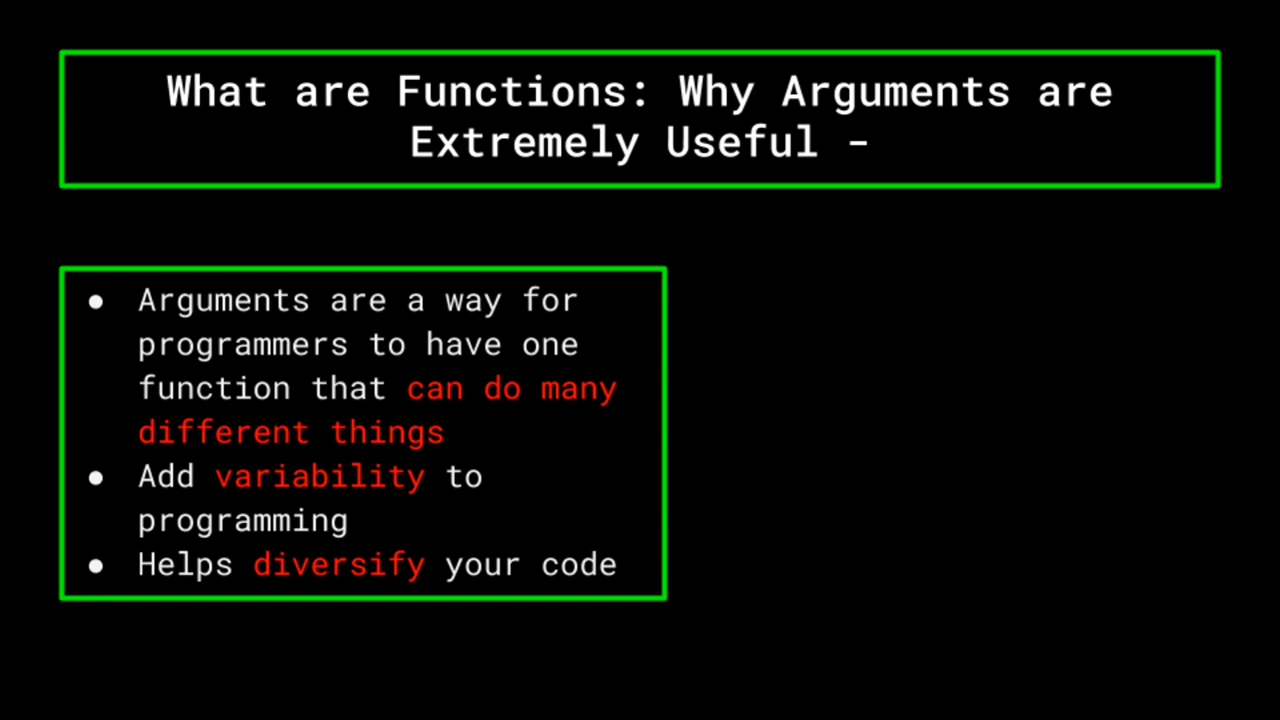 What are Functions: Why Arguments are
Extremely Useful -
● Arguments are a way for
programmers to have one
function that can do many
different things
● Add variability to
programming
● Helps diversify your code